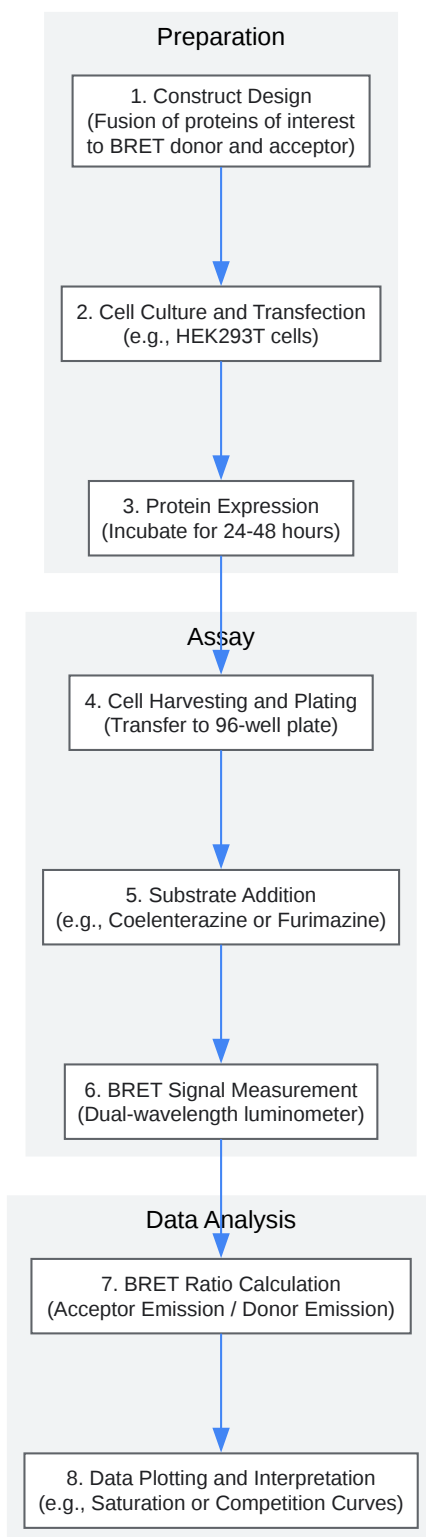 Preparation
1. Construct Design
(Fusion of proteins of interest
to BRET donor and acceptor)
2. Cell Culture and Transfection
(e.g., HEK293T cells)
3. Protein Expression
(Incubate for 24-48 hours)
Assay
4. Cell Harvesting and Plating
(Transfer to 96-well plate)
5. Substrate Addition
(e.g., Coelenterazine or Furimazine)
6. BRET Signal Measurement
(Dual-wavelength luminometer)
Data Analysis
7. BRET Ratio Calculation
(Acceptor Emission / Donor Emission)
8. Data Plotting and Interpretation
(e.g., Saturation or Competition Curves)